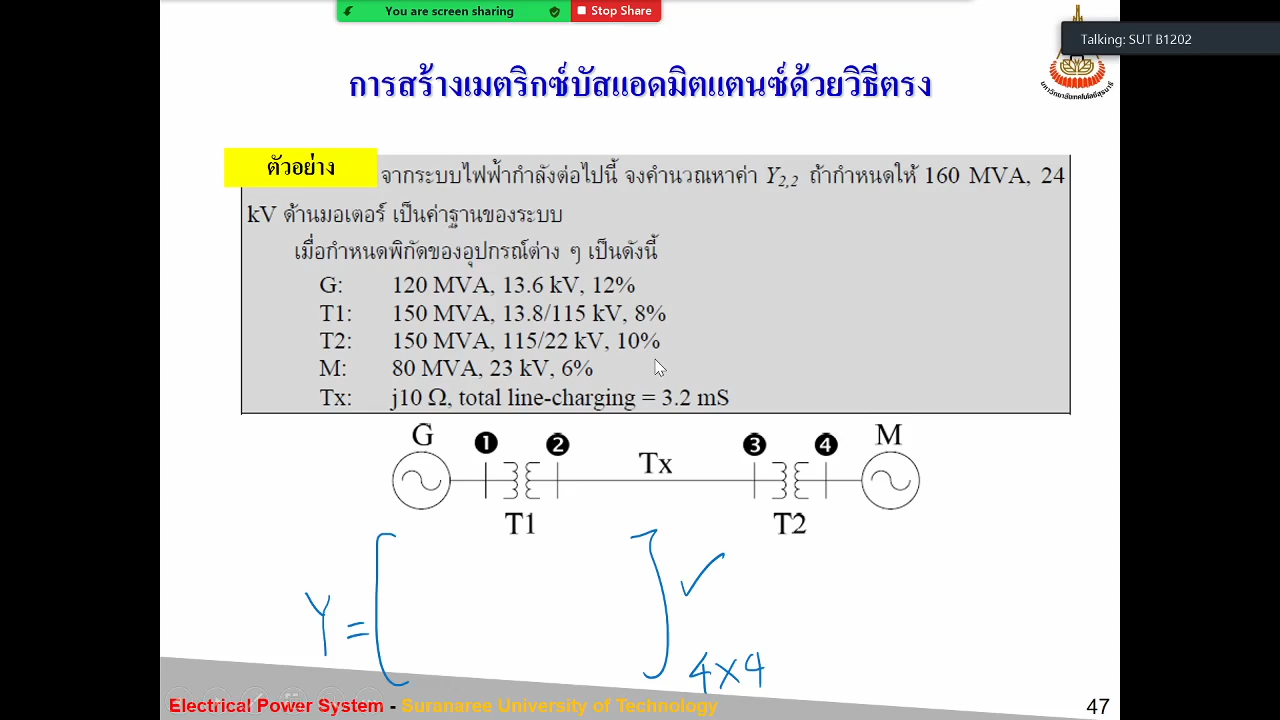 You are screen sharing
Stop Share
Talking: SUT B1202
การสร้างเมตริกซ์บัสแอดมิตแตนซ์ด้วยวิธีตรง
ตัวอย่าง
จากระบบไฟฟ้ากำลังต่อไปนี้ จงคำนวณหาค่า Y2,2 ถ้ากำหนดให้ 160 MVA, 24
kV ด้านมอเตอร์ เป็นค่าฐานของระบบ
เมื่อกำหนดพิกัดของอุปกรณ์ต่าง ๆ เป็นดังนี้
G: 120 MVA, 13.6 kV, 12%
T1: 150 MVA, 13.8/115 kV, 8%
T2: 150 MVA, 115/22 kV, 10%
M: 80 MVA, 23 kV, 6%
Tx: j10 Ω, total line-charging = 3.2 mS
G 1 2 Tx 3 4 M
T1 T2
Y = [ ] 4x4
Electrical Power System - Suranaree University of Technology
47